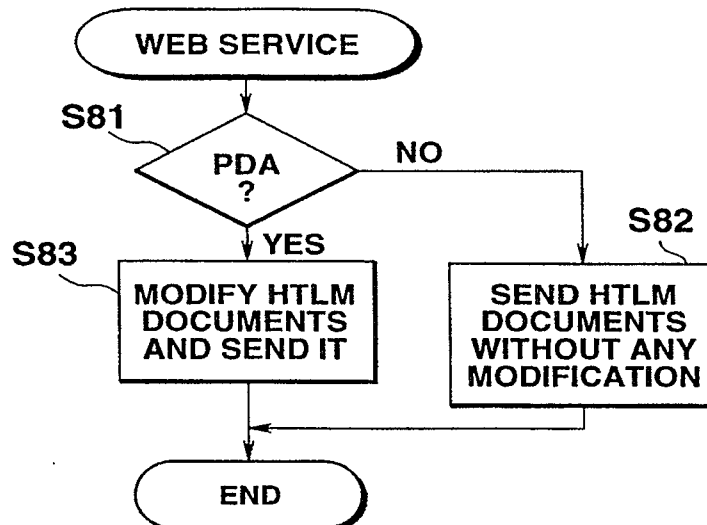 WEB SERVICE
S81
PDA
?
NO
YES
S83
MODIFY HTLM
DOCUMENTS
AND SEND IT
S82
SEND HTLM
DOCUMENTS
WITHOUT ANY
MODIFICATION
END